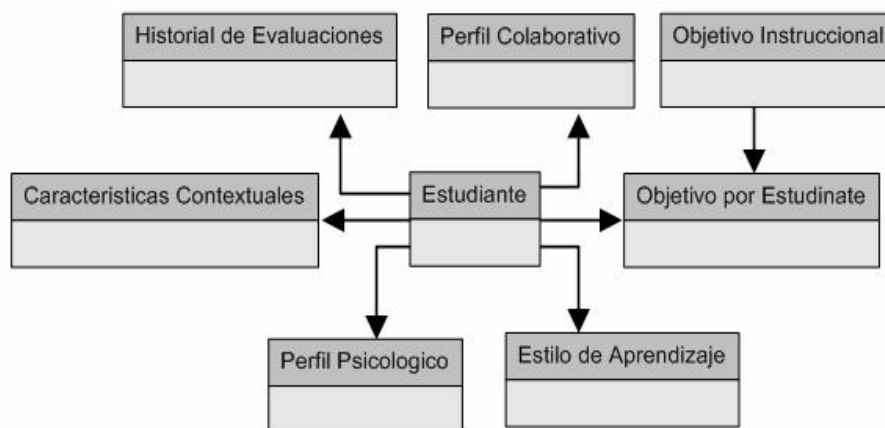 Historial de Evaluaciones
Perfil Colaborativo
Objetivo Instruccional
Caracteristicas Contextuales
Estudiante
Objetivo por Estudinate
Perfil Psicologico
Estilo de Aprendizaje